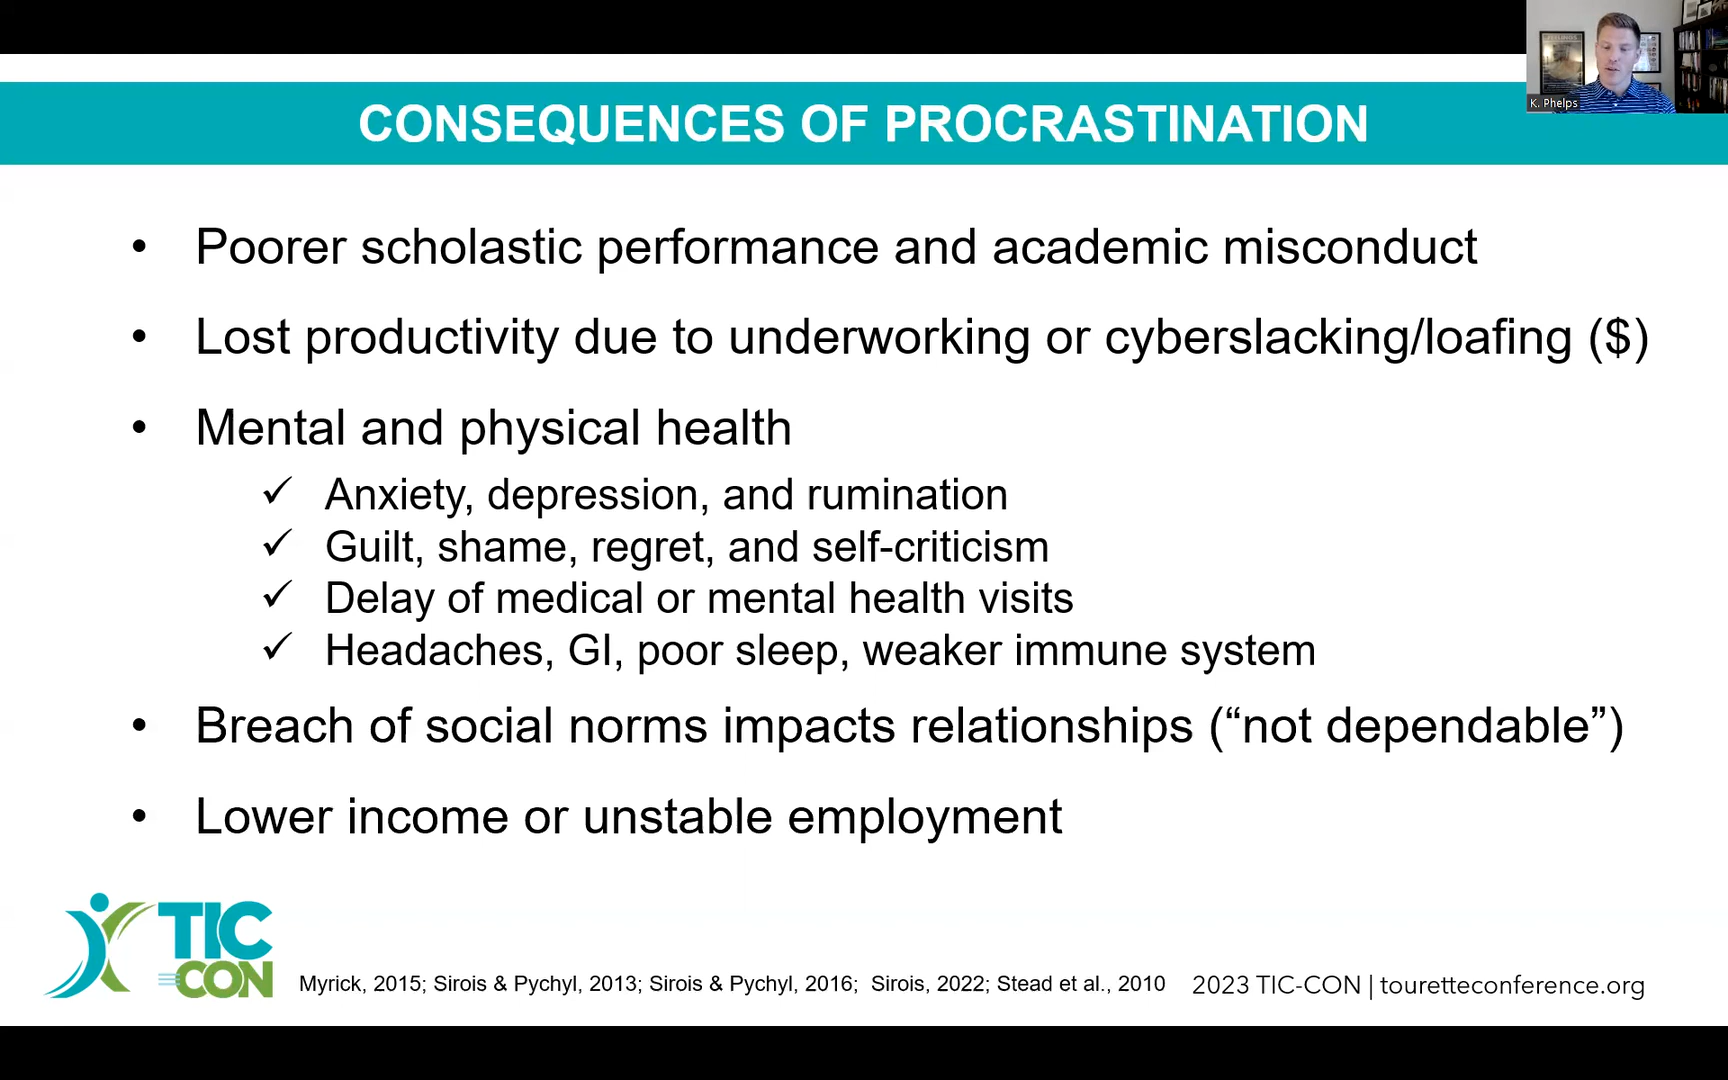 K. Phelps
CONSEQUENCES OF PROCRASTINATION
• Poorer scholastic performance and academic misconduct
• Lost productivity due to underworking or cyberslacking/loafing ($)
• Mental and physical health
✓ Anxiety, depression, and rumination
✓ Guilt, shame, regret, and self-criticism
✓ Delay of medical or mental health visits
✓ Headaches, GI, poor sleep, weaker immune system
• Breach of social norms impacts relationships (“not dependable”)
• Lower income or unstable employment
TIC
CON
Myrick, 2015; Sirois & Pychyl, 2013; Sirois & Pychyl, 2016; Sirois, 2022; Stead et al., 2010
2023 TIC-CON | touretteconference.org